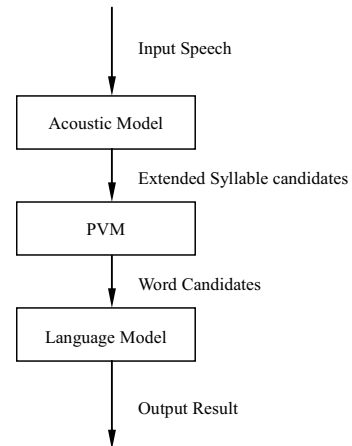 Input Speech
Acoustic Model
Extended Syllable candidates
PVM
Word Candidates
Language Model
Output Result